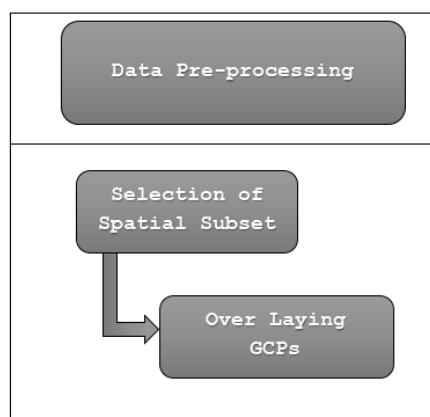 Data Pre-processing
Selection of
Spatial Subset
Over Laying
GCPs